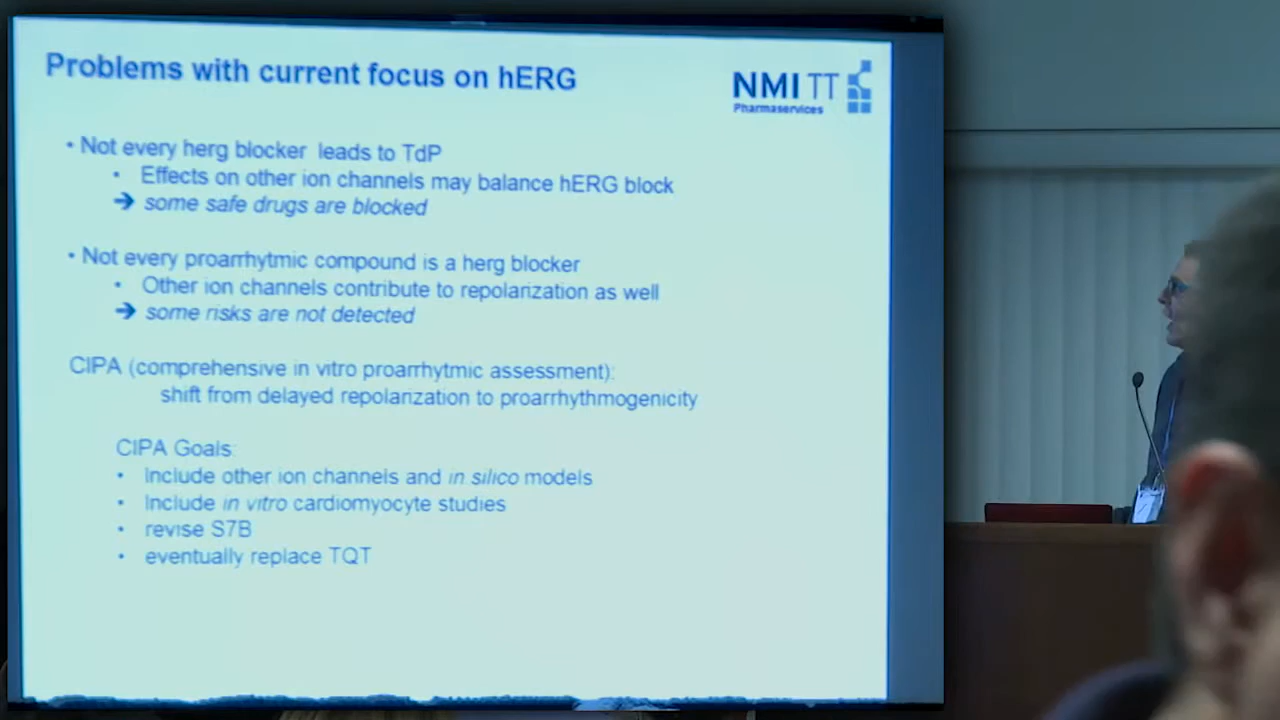 Problems with current focus on hERG
NMI TT
Pharmaservices
• Not every herg blocker leads to TdP
• Effects on other ion channels may balance hERG block
➔ some safe drugs are blocked
• Not every proarrhytmic compound is a herg blocker
• Other ion channels contribute to repolarization as well
➔ some risks are not detected
CIPA (comprehensive in vitro proarrhytmic assessment):
shift from delayed repolarization to proarrhythmogenicity
CIPA Goals:
• Include other ion channels and in silico models
• Include in vitro cardiomyocyte studies
• revise S7B
• eventually replace TQT